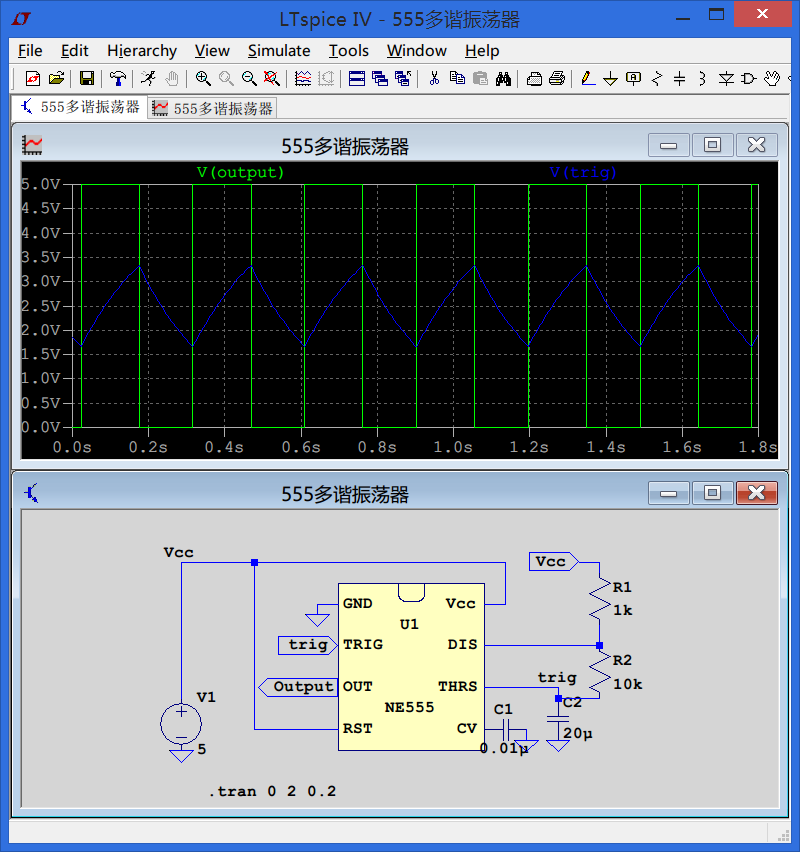 LTspice IV - 555多谐振荡器
File Edit Hierarchy View Simulate Tools Window Help
555多谐振荡器 555多谐振荡器
555多谐振荡器
V(output) V(trig)
5.0V
4.5V
4.0V
3.5V
3.0V
2.5V
2.0V
1.5V
1.0V
0.5V
0.0V
0.0s 0.2s 0.4s 0.6s 0.8s 1.0s 1.2s 1.4s 1.6s 1.8s
555多谐振荡器
Vcc
Vcc
R1
1k
GND Vcc
U1
trig TRIG DIS
R2
10k
trig
Output OUT THRS
V1
NE555
C1
C2
RST CV
20µ
0.01µ
5
.tran 0 2 0.2